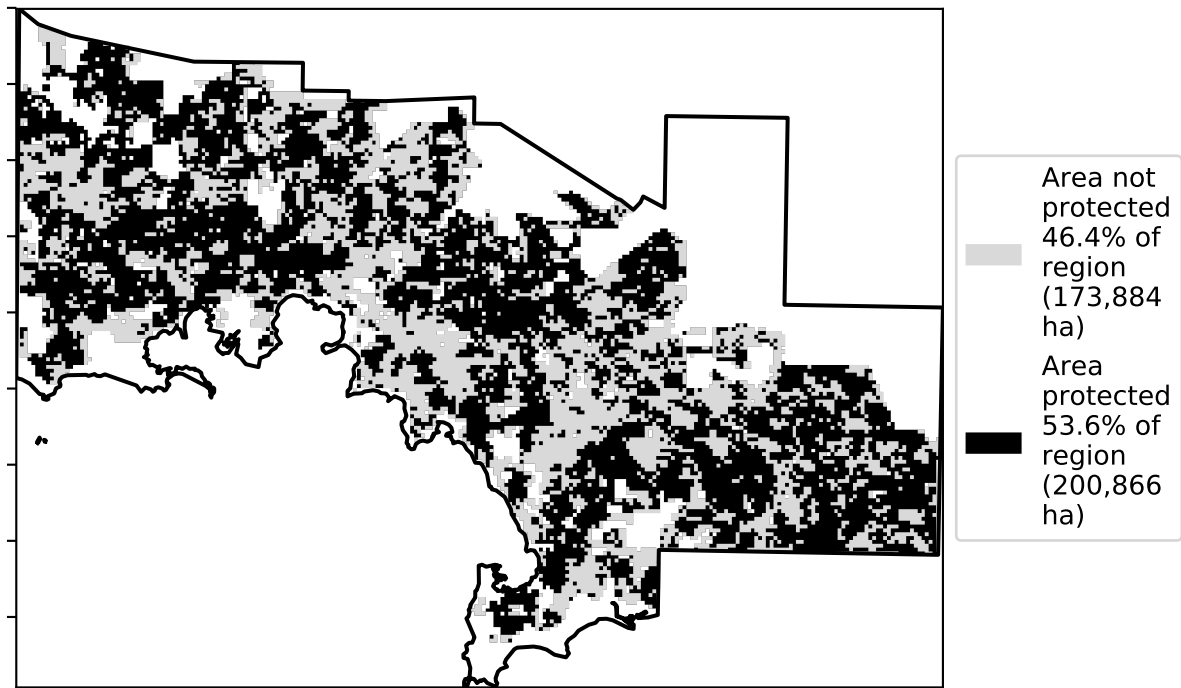 Area not
protected
46.4% of
region
(173,884
ha)
Area
protected
53.6% of
region
(200,866
ha)